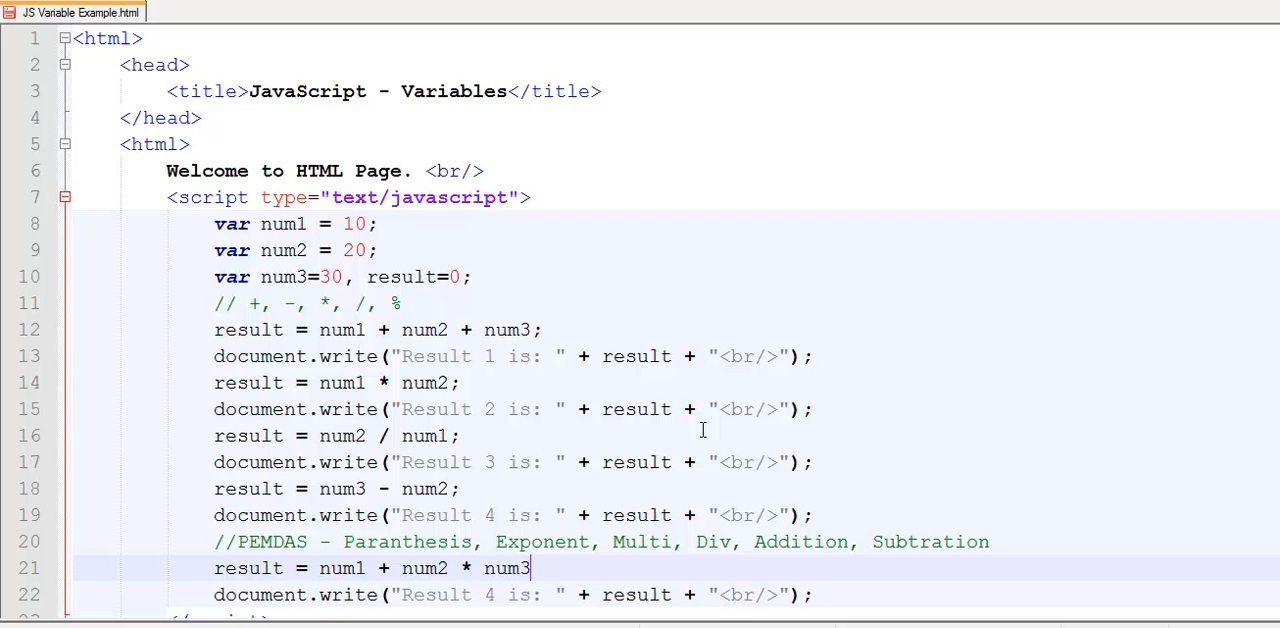 JS Variable Example.html
1 <html>
2 <head>
3 <title>JavaScript - Variables</title>
4 </head>
5 <html>
6 Welcome to HTML Page. <br/>
7 <script type="text/javascript">
8 var num1 = 10;
9 var num2 = 20;
10 var num3=30, result=0;
11 // +, -, *, /, %
12 result = num1 + num2 + num3;
13 document.write("Result 1 is: " + result + "<br/>");
14 result = num1 * num2;
15 document.write("Result 2 is: " + result + "<br/>");
16 result = num2 / num1;
17 document.write("Result 3 is: " + result + "<br/>");
18 result = num3 - num2;
19 document.write("Result 4 is: " + result + "<br/>");
20 //PEMDAS - Paranthesis, Exponent, Multi, Div, Addition, Subtration
21 result = num1 + num2 * num3
22 document.write("Result 4 is: " + result + "<br/>");